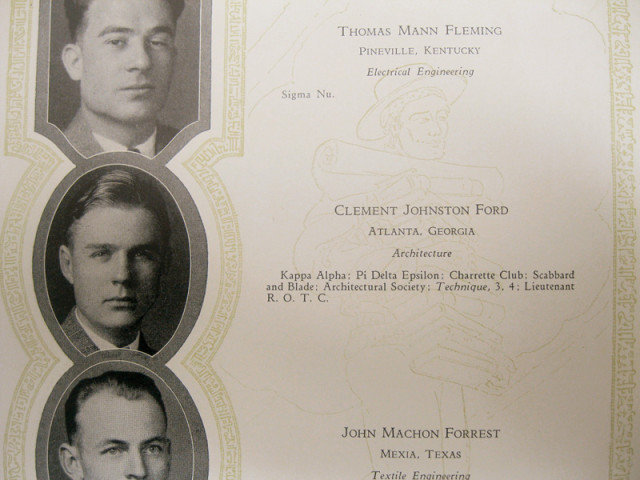 THOMAS MANN FLEMING
PINEVILLE, KENTUCKY
Electrical Engineering
Sigma Nu.
CLEMENT JOHNSTON FORD
ATLANTA, GEORGIA
Architecture
Kappa Alpha; Pi Delta Epsilon; Charrette Club; Scabbard
and Blade; Architectural Society; Technique, 3, 4; Lieutenant
R. O. T. C.
JOHN MACHON FORREST
MEXIA, TEXAS
Textile Engineering